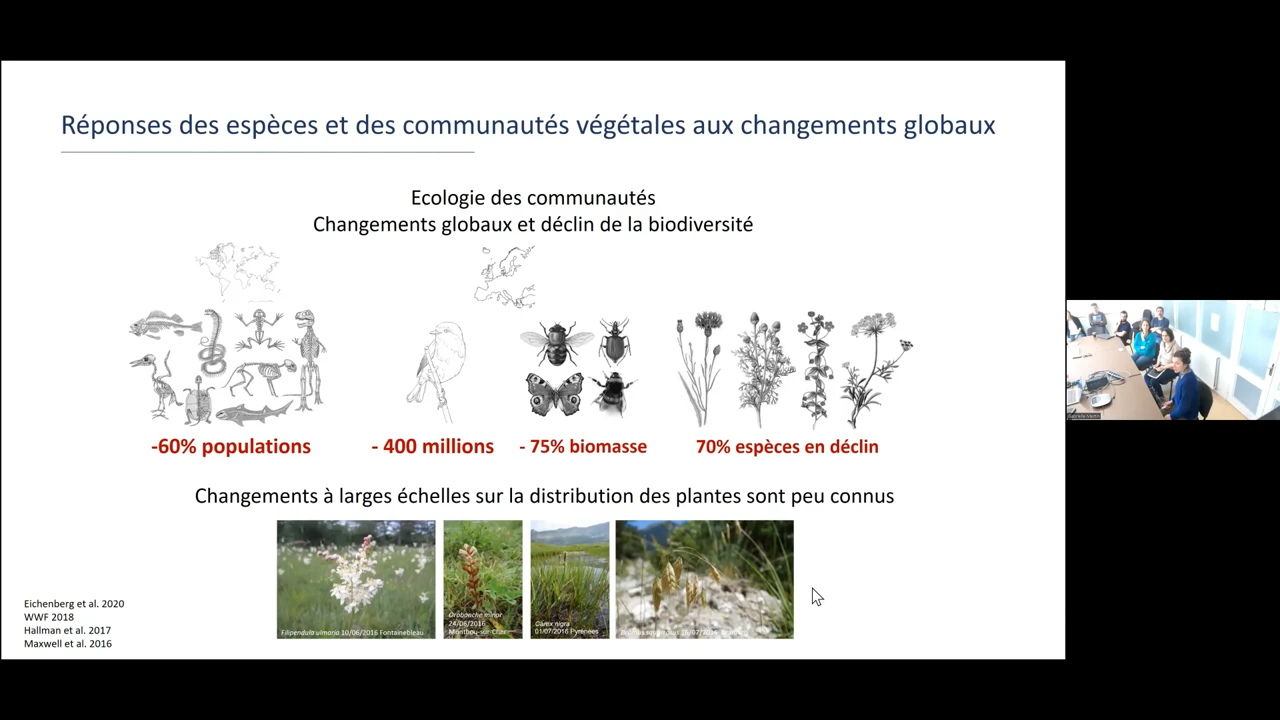 Réponses des espèces et des communautés végétales aux changements globaux
Ecologie des communautés
Changements globaux et déclin de la biodiversité
-60% populations
- 400 millions
- 75% biomasse
70% espèces en déclin
Changements à larges échelles sur la distribution des plantes sont peu connus
Filipendula ulmaria 10/06/2016 Fontainebleau
Orobanche minor
24/06/2016
Carex nigra
01/07/2016 Pyrénées
Eichenberg et al. 2020
WWF 2018
Hallman et al. 2017
Maxwell et al. 2016